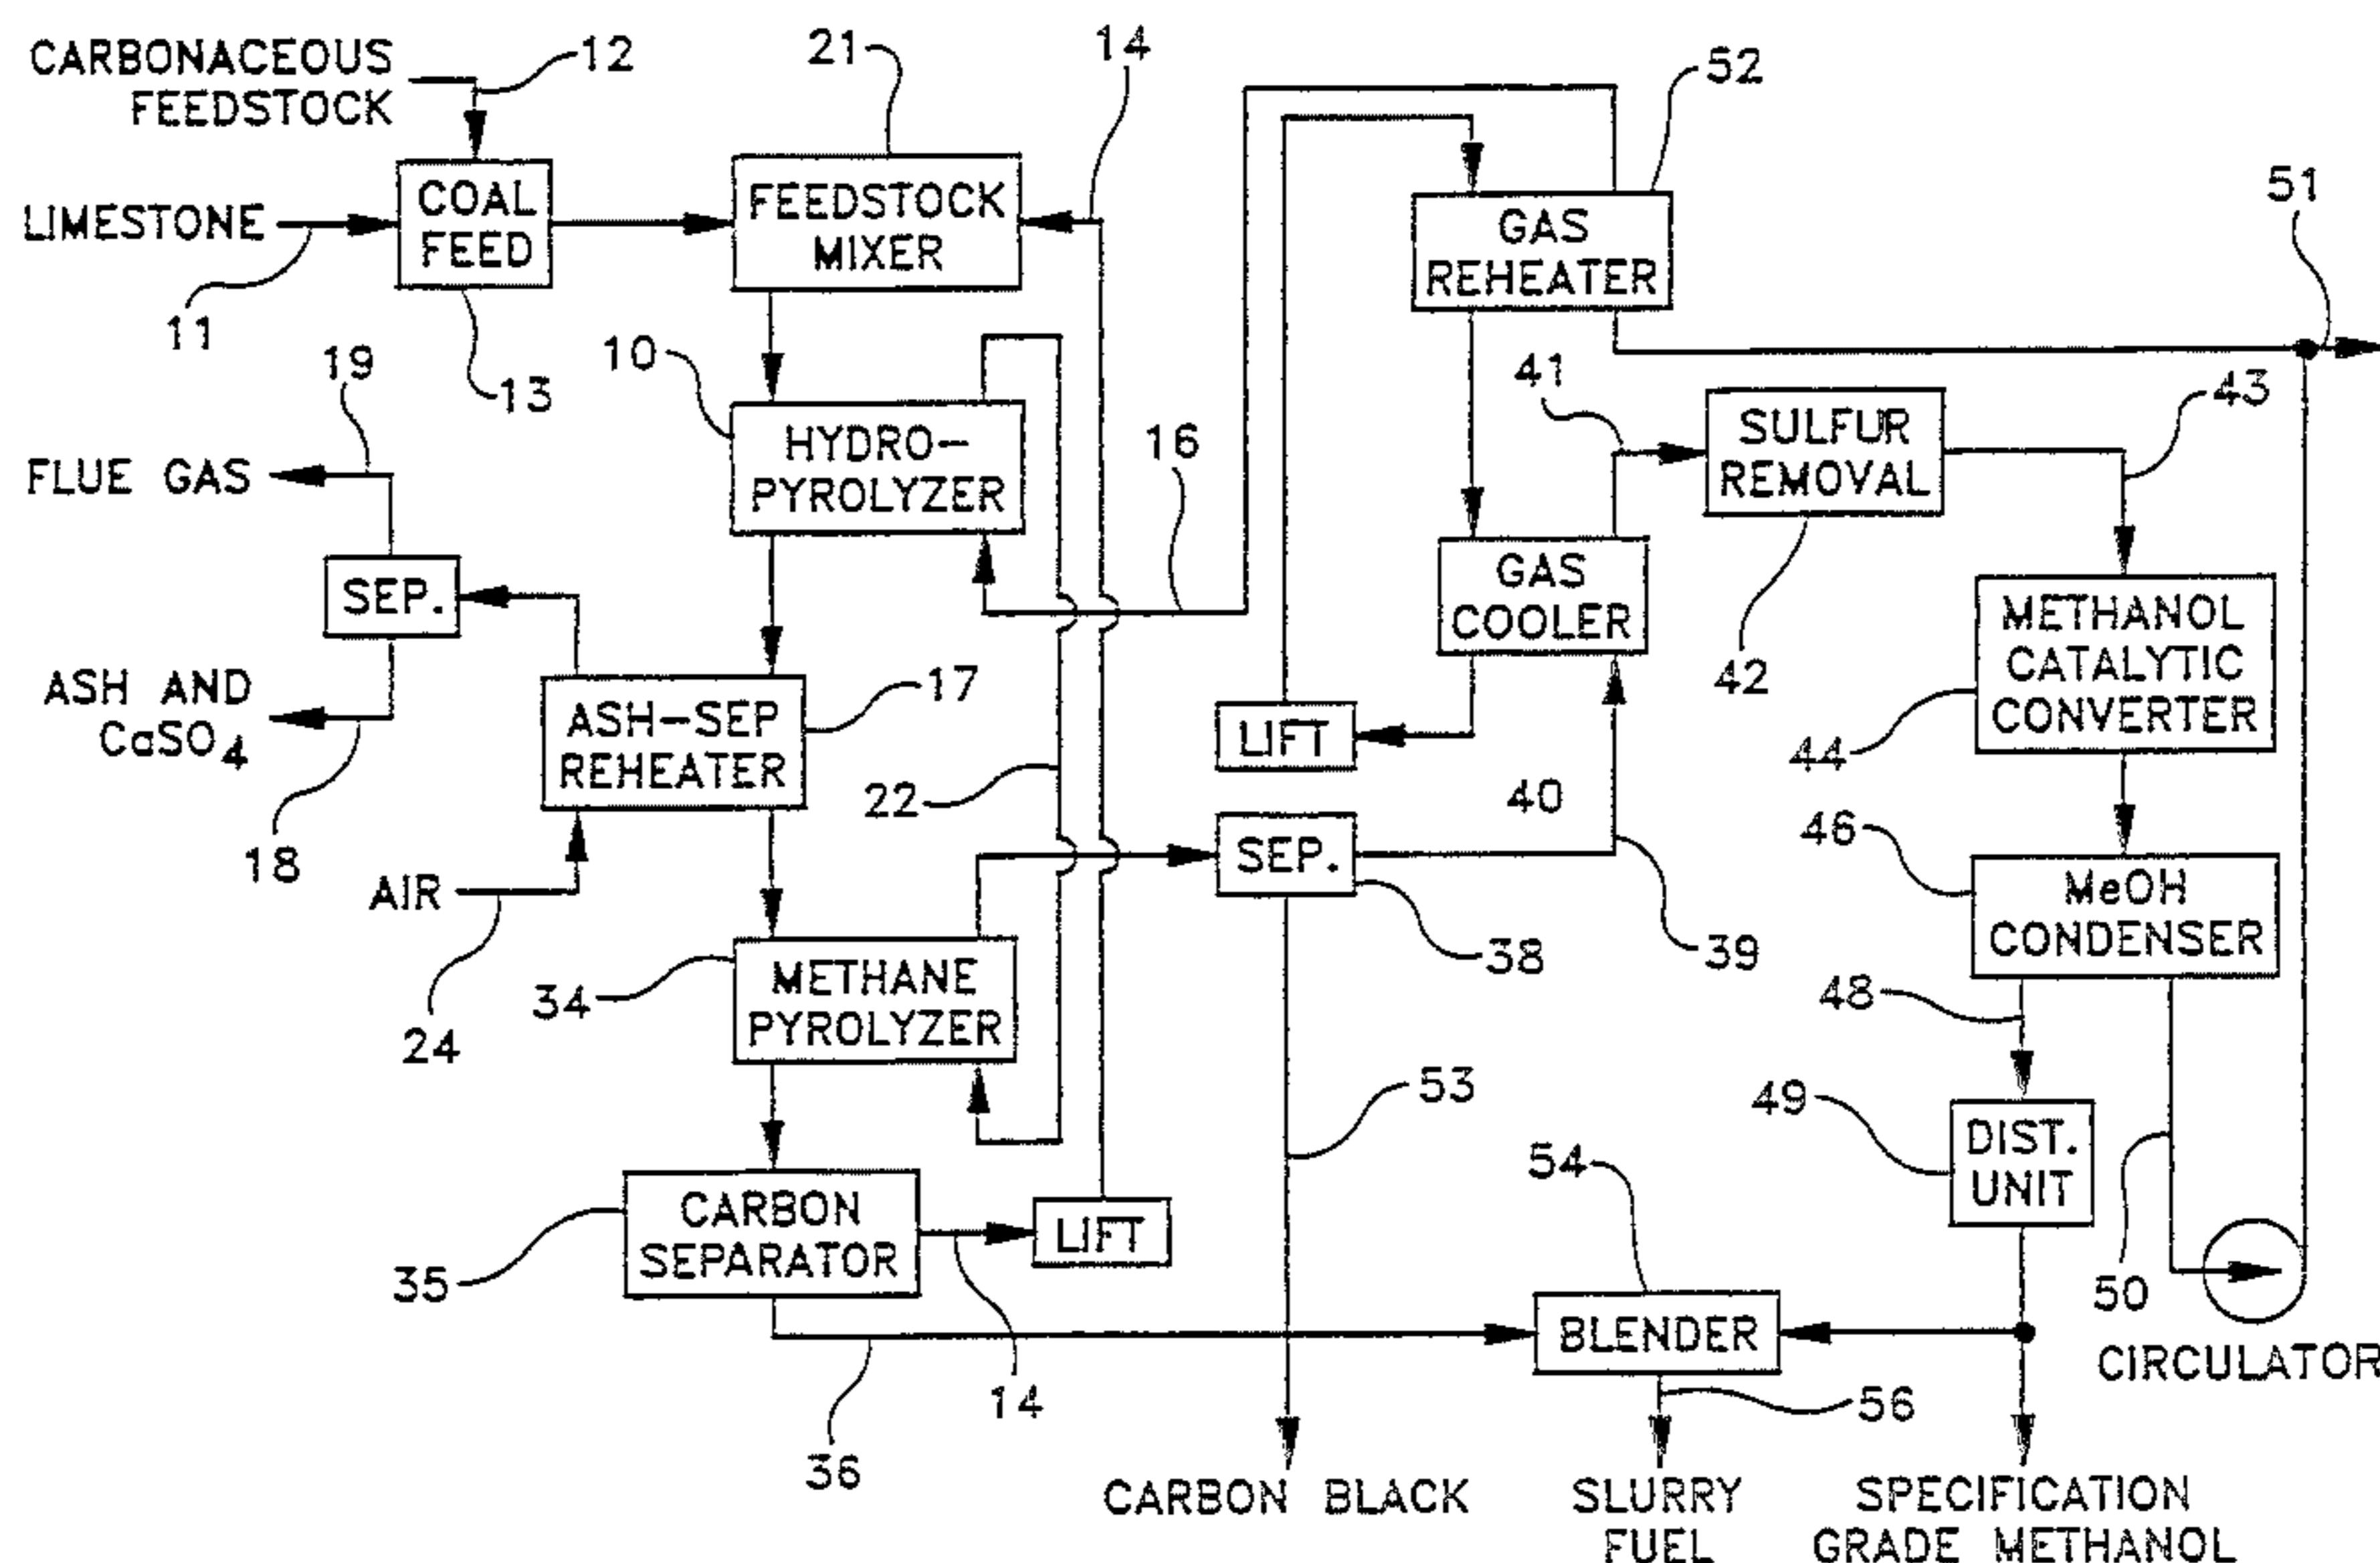 CARBONACEOUS
FEEDSTOCK
12
21
14
52
LIMESTONE
COAL
FEED
FEEDSTOCK
MIXER
GAS
REHEATER
51
11
19
13
10
16
41
43
FLUE GAS
HYDRO-
PYROLYZER
SULFUR
REMOVAL
SEP.
GAS
COOLER
METHANOL
CATALYTIC
CONVERTER
42
44
ASH AND
CaSO4
18
ASH-SEP
REHEATER
17
22
LIFT
40
AIR
24
SEP.
38
39
46
MeOH
CONDENSER
34
METHANE
PYROLYZER
48
53
49
DIST.
UNIT
50
35
CARBON
SEPARATOR
LIFT
14
54
BLENDER
CIRCULATOR
36
56
CARBON BLACK
SLURRY
FUEL
SPECIFICATION
GRADE METHANOL